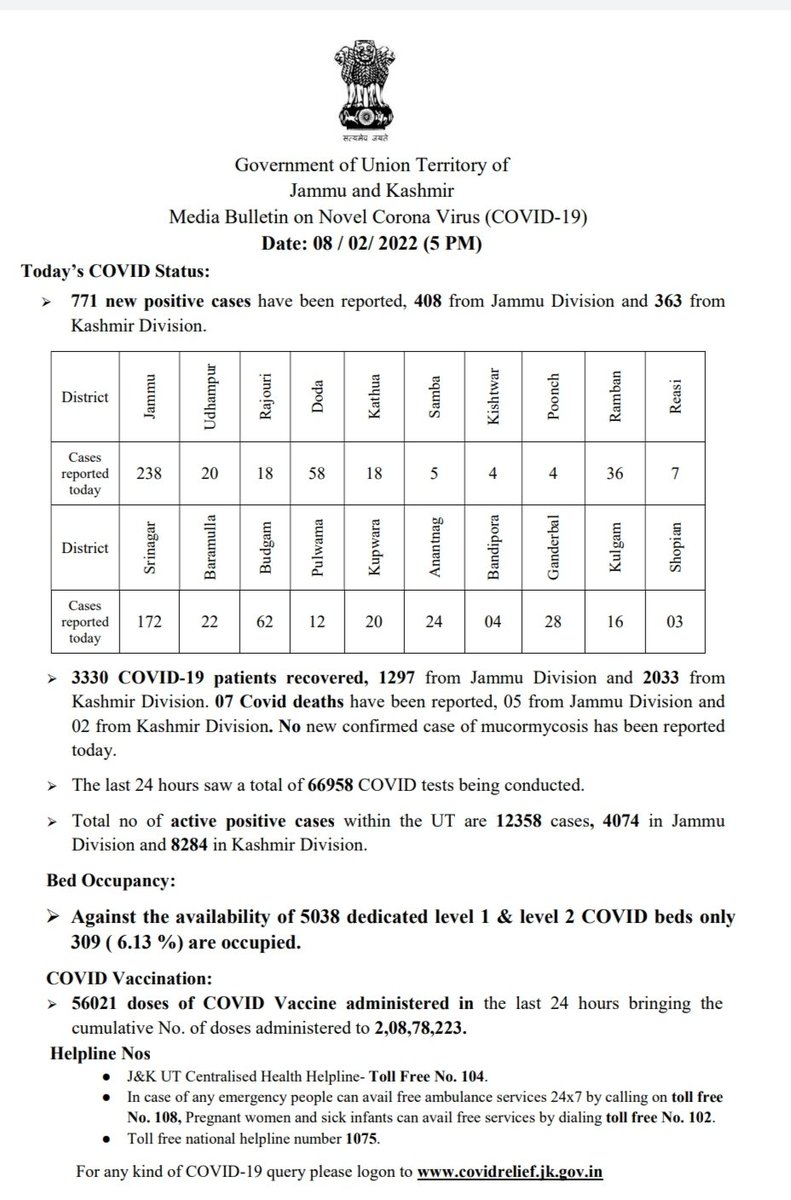 सत्यमेव जयते
Government of Union Territory of
Jammu and Kashmir
Media Bulletin on Novel Corona Virus (COVID-19)
Date: 08 / 02/ 2022 (5 PM)
Today’s COVID Status:
➢ 771 new positive cases have been reported, 408 from Jammu Division and 363 from
Kashmir Division.
District Jammu Udhampur Rajouri Doda Kathua Samba Kishtwar Poonch Ramban Reasi
Cases
reported
today
238 20 18 58 18 5 4 4 36 7
District Srinagar Baramulla Budgam Pulwama Kupwara Anantnag Bandipora Ganderbal Kulgam Shopian
Cases
reported
today
172 22 62 12 20 24 04 28 16 03
➢ 3330 COVID-19 patients recovered, 1297 from Jammu Division and 2033 from
Kashmir Division. 07 Covid deaths have been reported, 05 from Jammu Division and
02 from Kashmir Division. No new confirmed case of mucormycosis has been reported
today.
➢ The last 24 hours saw a total of 66958 COVID tests being conducted.
➢ Total no of active positive cases within the UT are 12358 cases, 4074 in Jammu
Division and 8284 in Kashmir Division.
Bed Occupancy:
➢ Against the availability of 5038 dedicated level 1 & level 2 COVID beds only
309 ( 6.13 %) are occupied.
COVID Vaccination:
➢ 56021 doses of COVID Vaccine administered in the last 24 hours bringing the
cumulative No. of doses administered to 2,08,78,223.
Helpline Nos
● J&K UT Centralised Health Helpline- Toll Free No. 104.
● In case of any emergency people can avail free ambulance services 24x7 by calling on toll free
No. 108, Pregnant women and sick infants can avail free services by dialing toll free No. 102.
● Toll free national helpline number 1075.
For any kind of COVID-19 query please logon to www.covidrelief.jk.gov.in